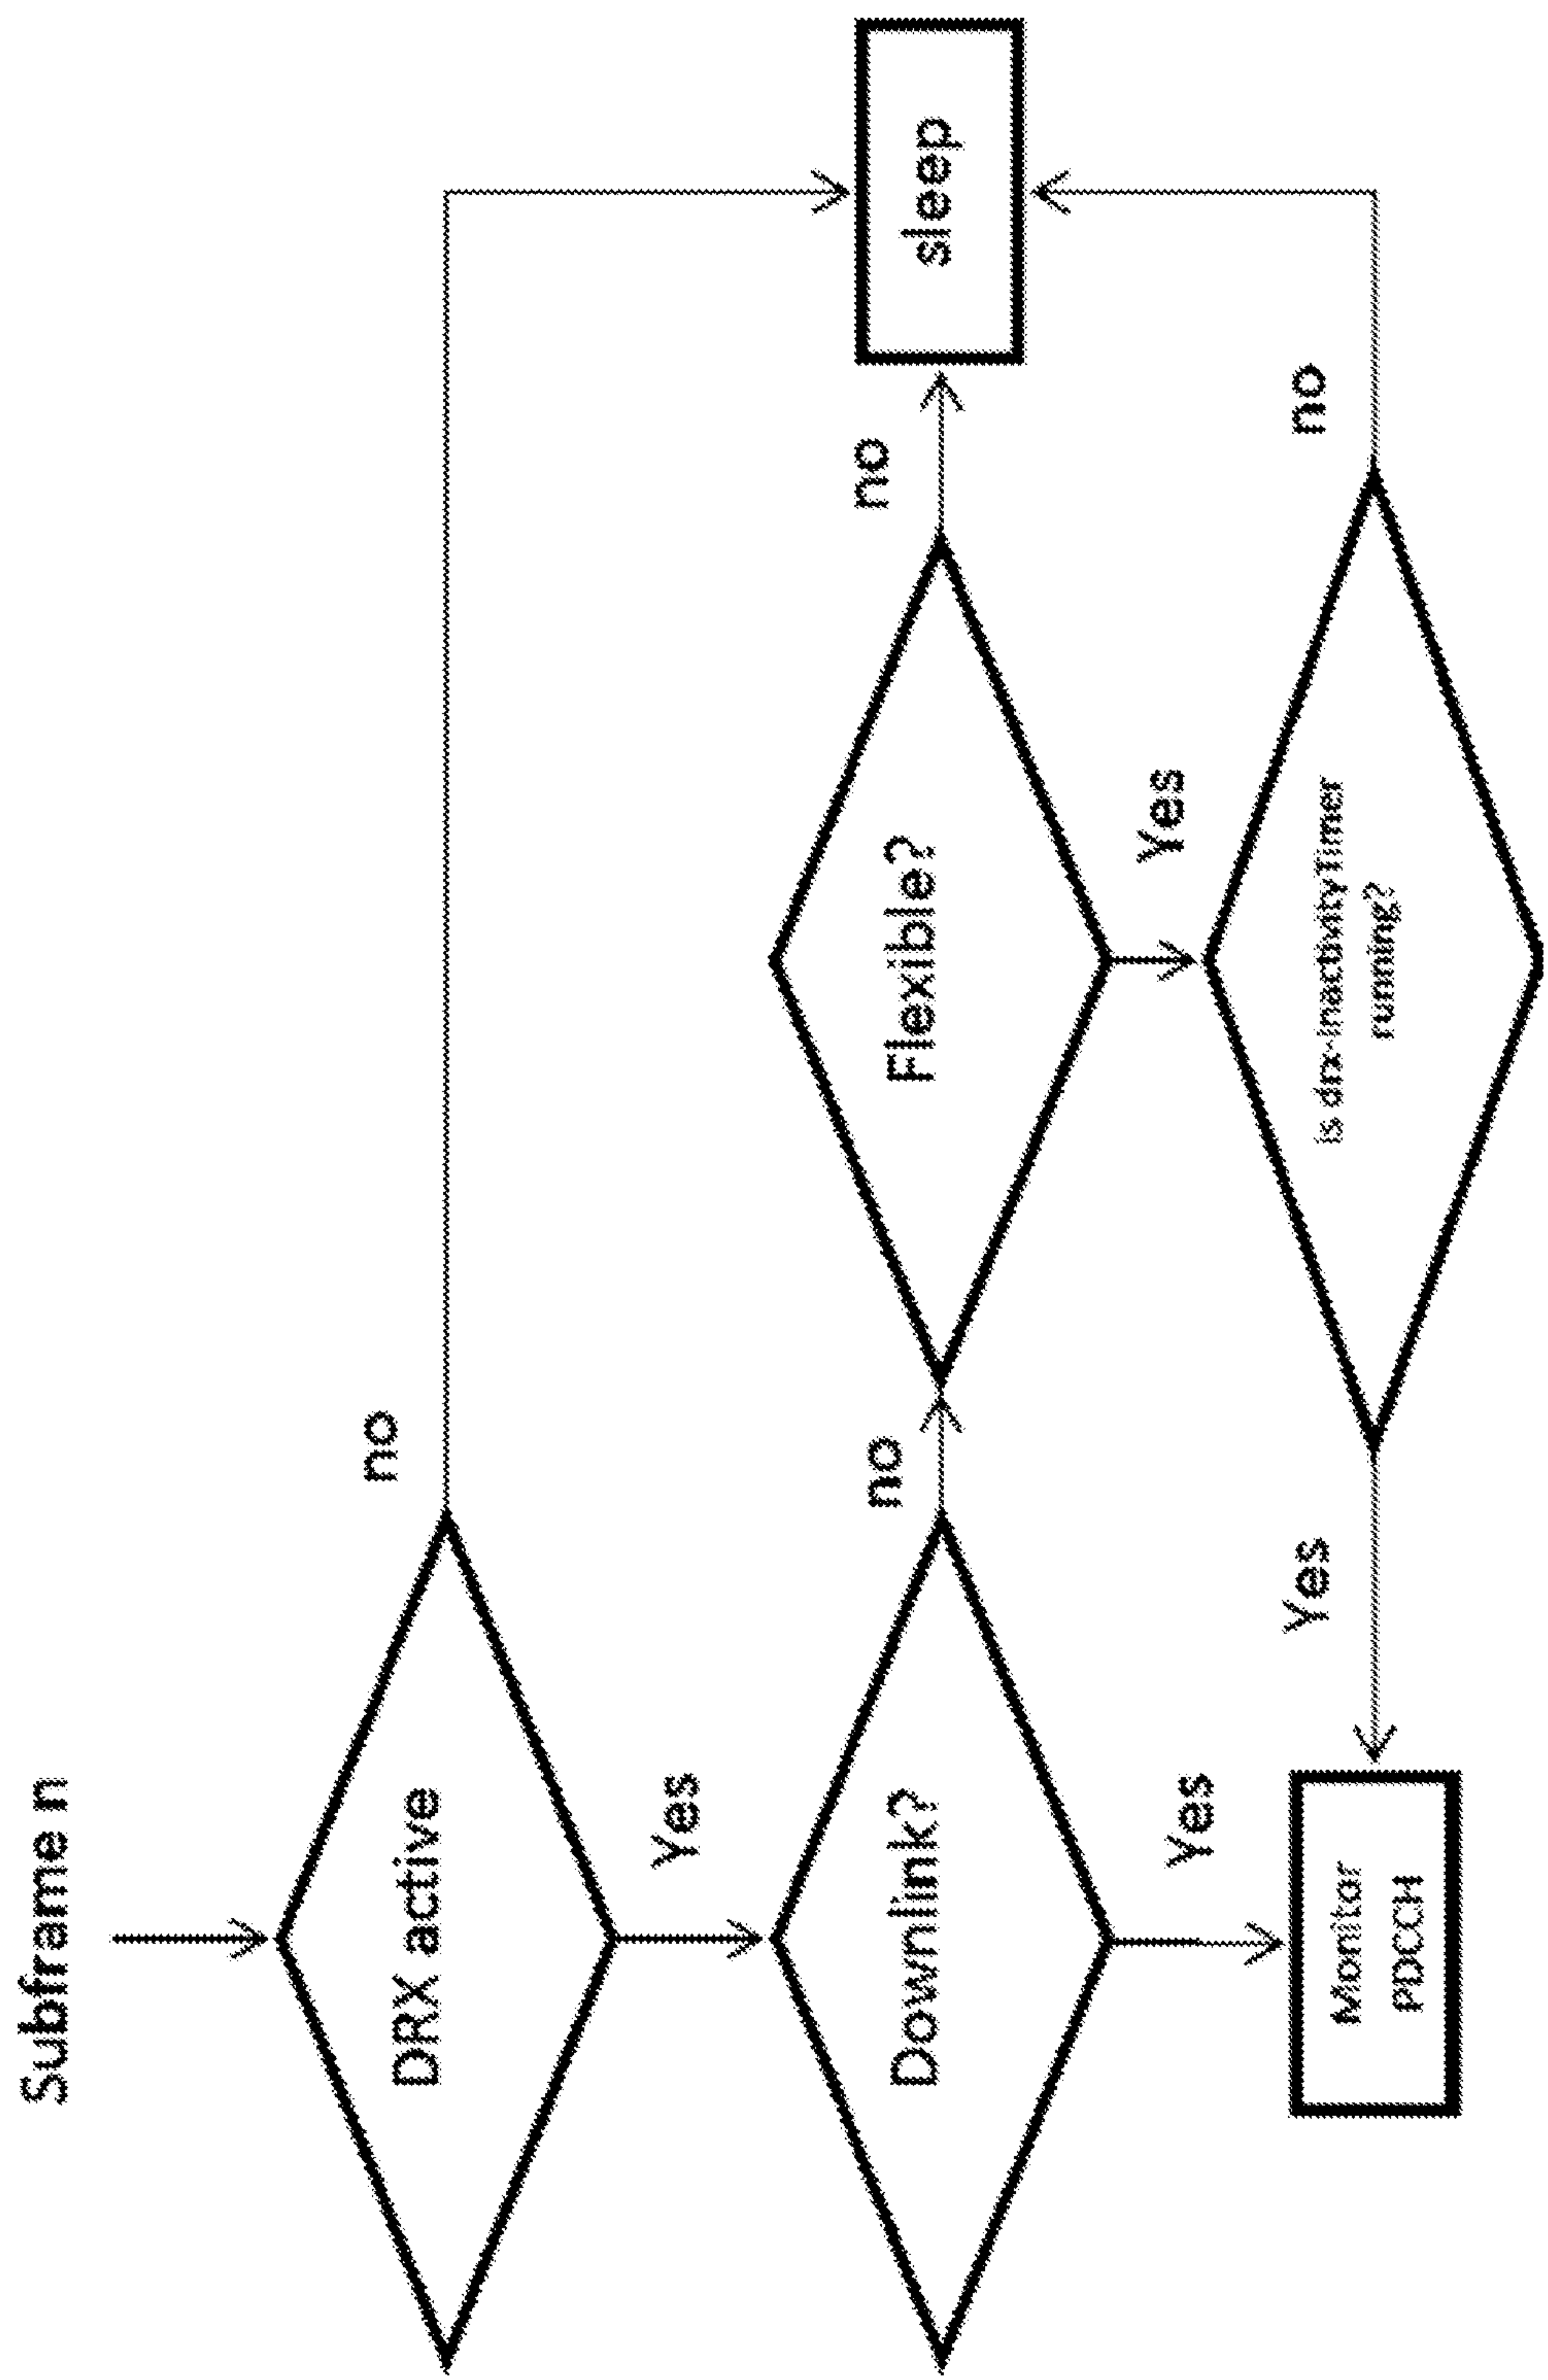 Subframe n
DRX active
no
Yes
Downlink?
no
Flexible?
no
sleep
Yes
Yes
is drx-inactivityTimer
running?
Yes
no
Monitor
PDCCH